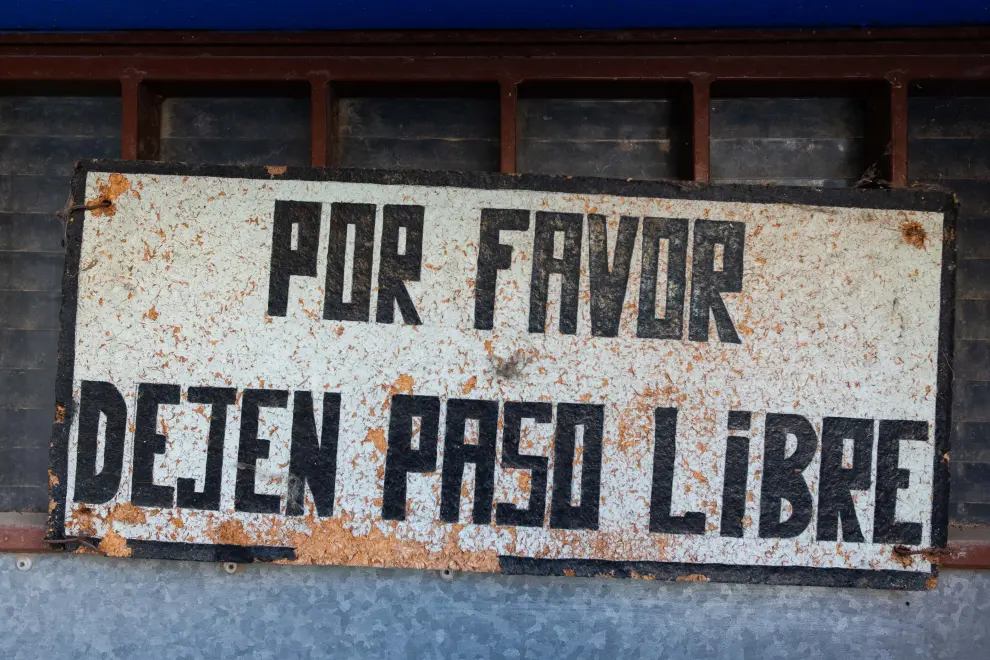 POR FAVOR
DEJEN PASO LiBRE